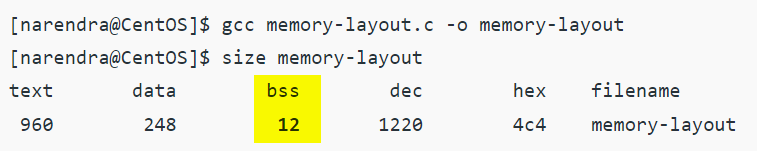 [narendra@CentOS]$ gcc memory-layout.c -o memory-layout
[narendra@CentOS]$ size memory-layout
text data bss dec hex filename
960 248 12 1220 4c4 memory-layout